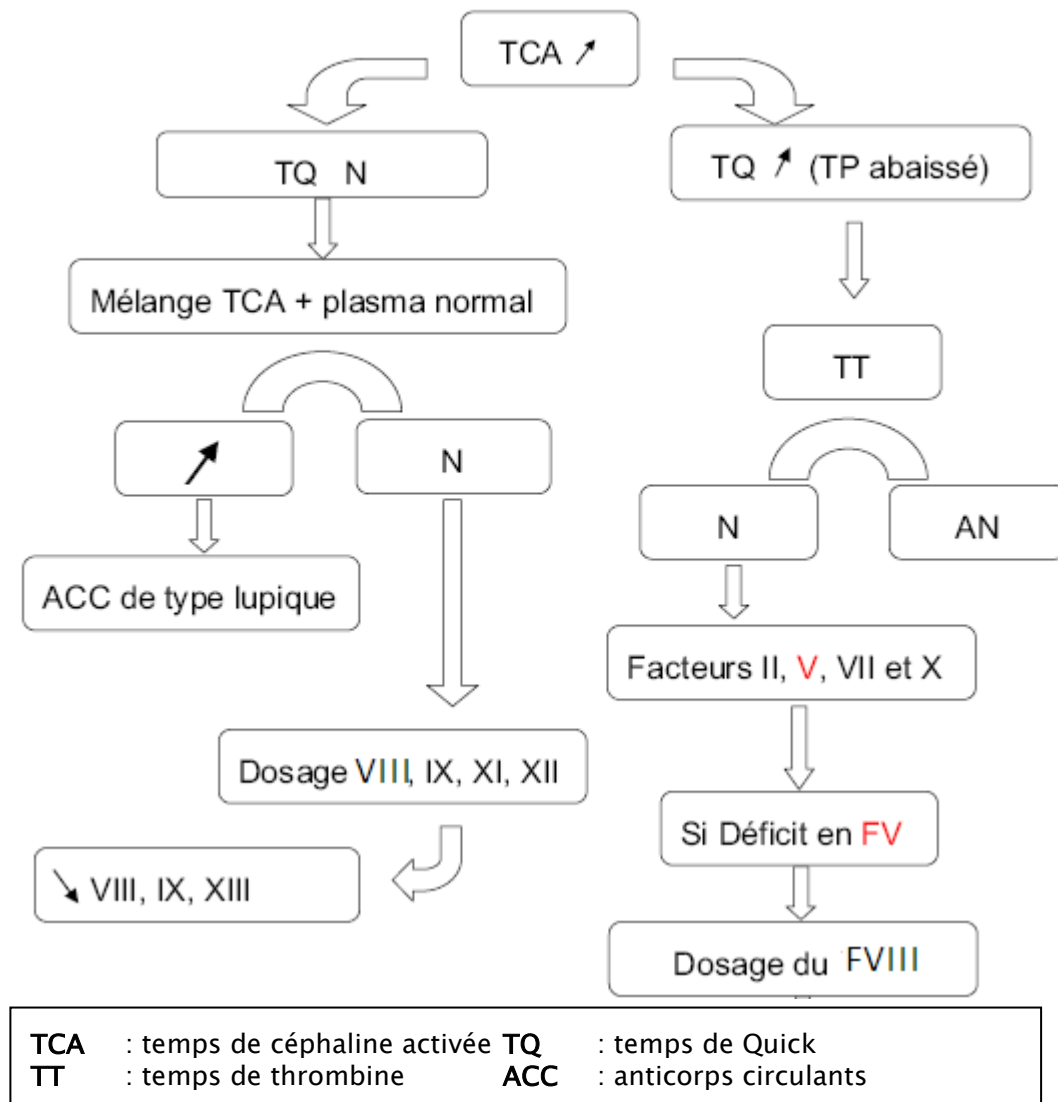 TCA ↗
TQ N
TQ ↗ (TP abaissé)
Mélange TCA + plasma normal
TT
↗
N
N
AN
ACC de type lupique
Facteurs II, V, VII et X
Dosage VIII, IX, XI, XII
Si Déficit en FV
↘ VIII, IX, XIII
Dosage du FVIII
TCA : temps de céphaline activée TQ : temps de Quick
TT : temps de thrombine ACC : anticorps circulants